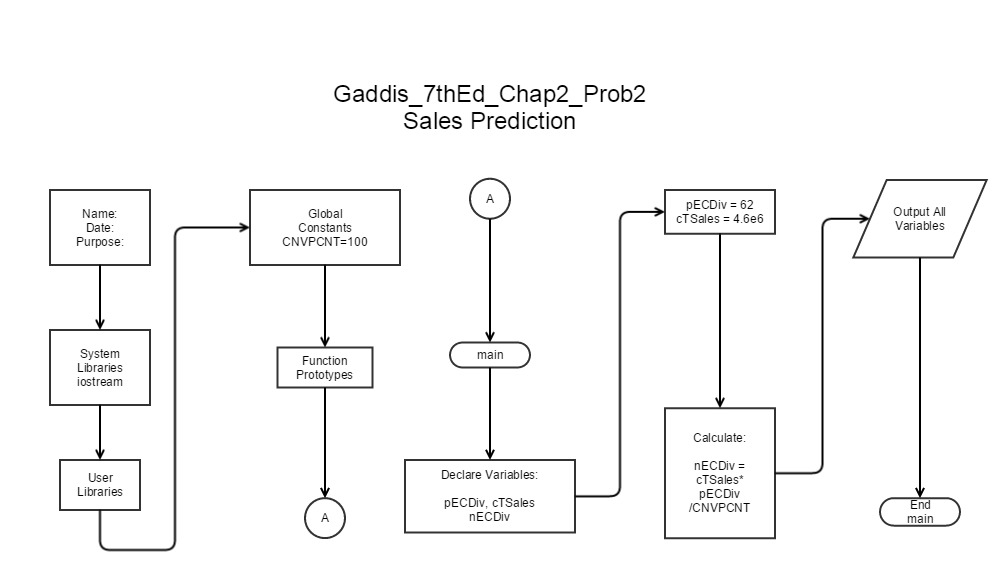 Gaddis_7thEd_Chap2_Prob2
Sales Prediction
Name:
Date:
Purpose:
System
Libraries
iostream
User
Libraries
Global
Constants
CNVPCNT=100
Function
Prototypes
A
A
main
Declare Variables:
pECDiv, cTSales
nECDiv
pECDiv = 62
cTSales = 4.6e6
Calculate:
nECDiv =
cTSales*
pECDiv
/CNVPCNT
Output All
Variables
End
main